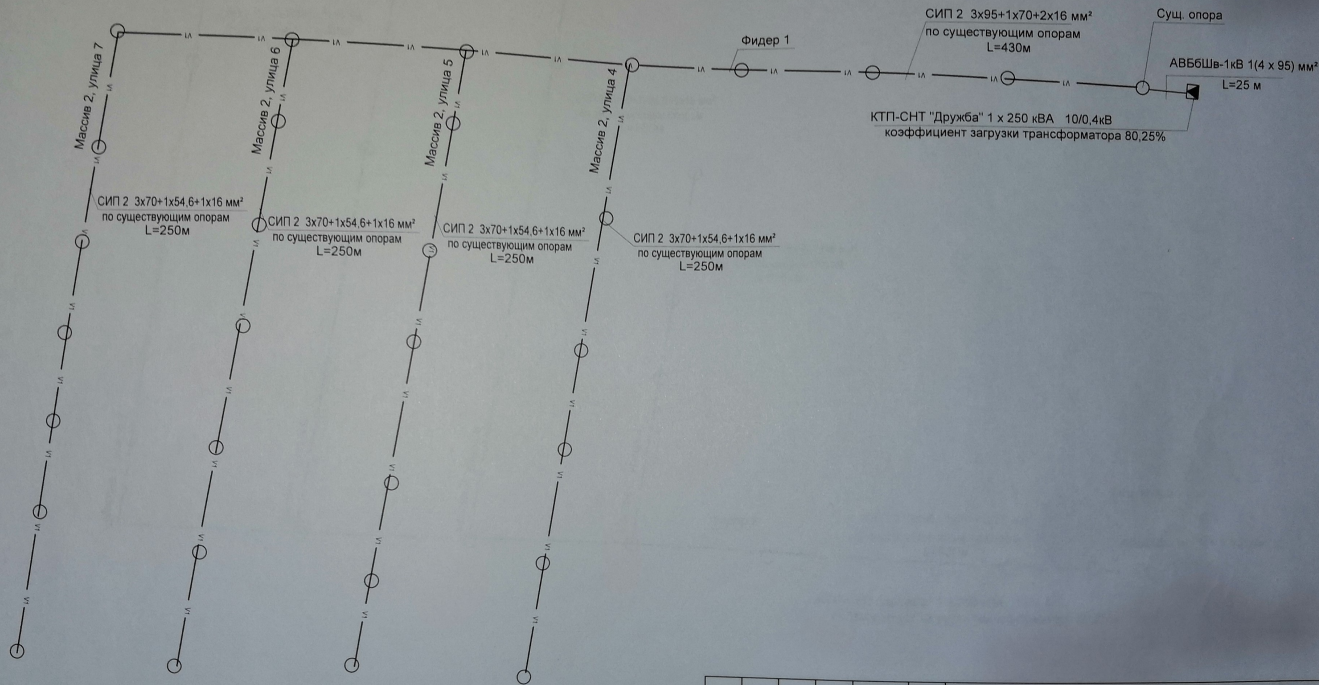 СИП 2 3х95+1х70+2х16 мм²
по существующим опорам
L=430м
Сущ. опора
Фидер 1
АВБбШв-1кВ 1(4 х 95) мм²
L=25 м
КТП-СНТ "Дружба" 1 х 250 кВА 10/0,4кВ
коэффициент загрузки трансформатора 80,25%
Массив 2, улица 7
Массив 2, улица 6
Массив 2, улица 5
Массив 2, улица 4
СИП 2 3х70+1х54,6+1х16 мм²
по существующим опорам
L=250м
СИП 2 3х70+1х54,6+1х16 мм²
по существующим опорам
L=250м
СИП 2 3х70+1х54,6+1х16 мм²
по существующим опорам
L=250м
СИП 2 3х70+1х54,6+1х16 мм²
по существующим опорам
L=250м